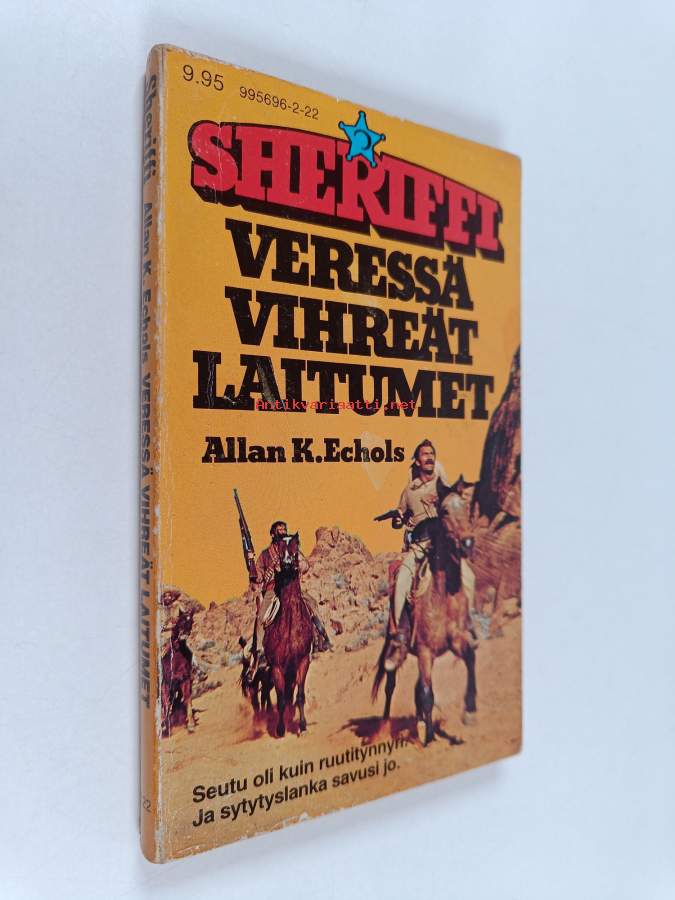 9.95 995696-2-22
SHERIFFI
VERESSÄ
VIHREÄT
LAITUMET
Antikvariaatti.net
Allan K. Echols
Seutu oli kuin ruutitynnyri.
Ja sytytyslanka savusi jo.
Sheriffi Allan K. Echols VERESSÄ VIHREÄT LAITUMET
22